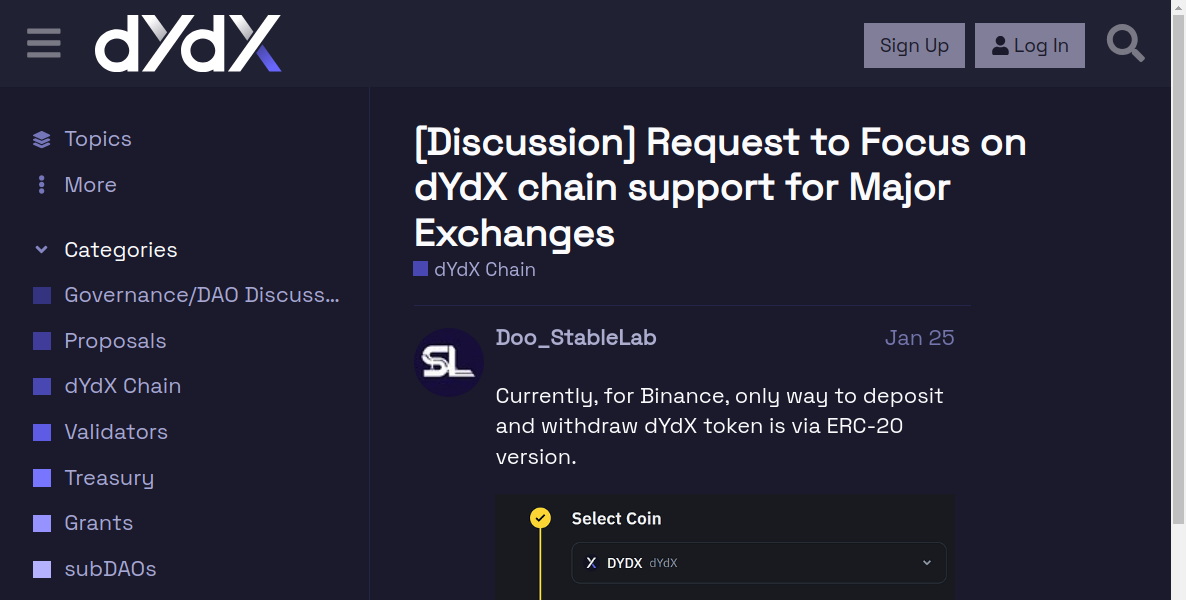 dYdX
Sign Up
Log In
Topics
More
Categories
Governance/DAO Discuss...
Proposals
dYdX Chain
Validators
Treasury
Grants
subDAOs
[Discussion] Request to Focus on
dYdX chain support for Major
Exchanges
dYdX Chain
SL
Doo_StableLab
Jan 25
Currently, for Binance, only way to deposit
and withdraw dYdX token is via ERC-20
version.
Select Coin
DYDX dYdX